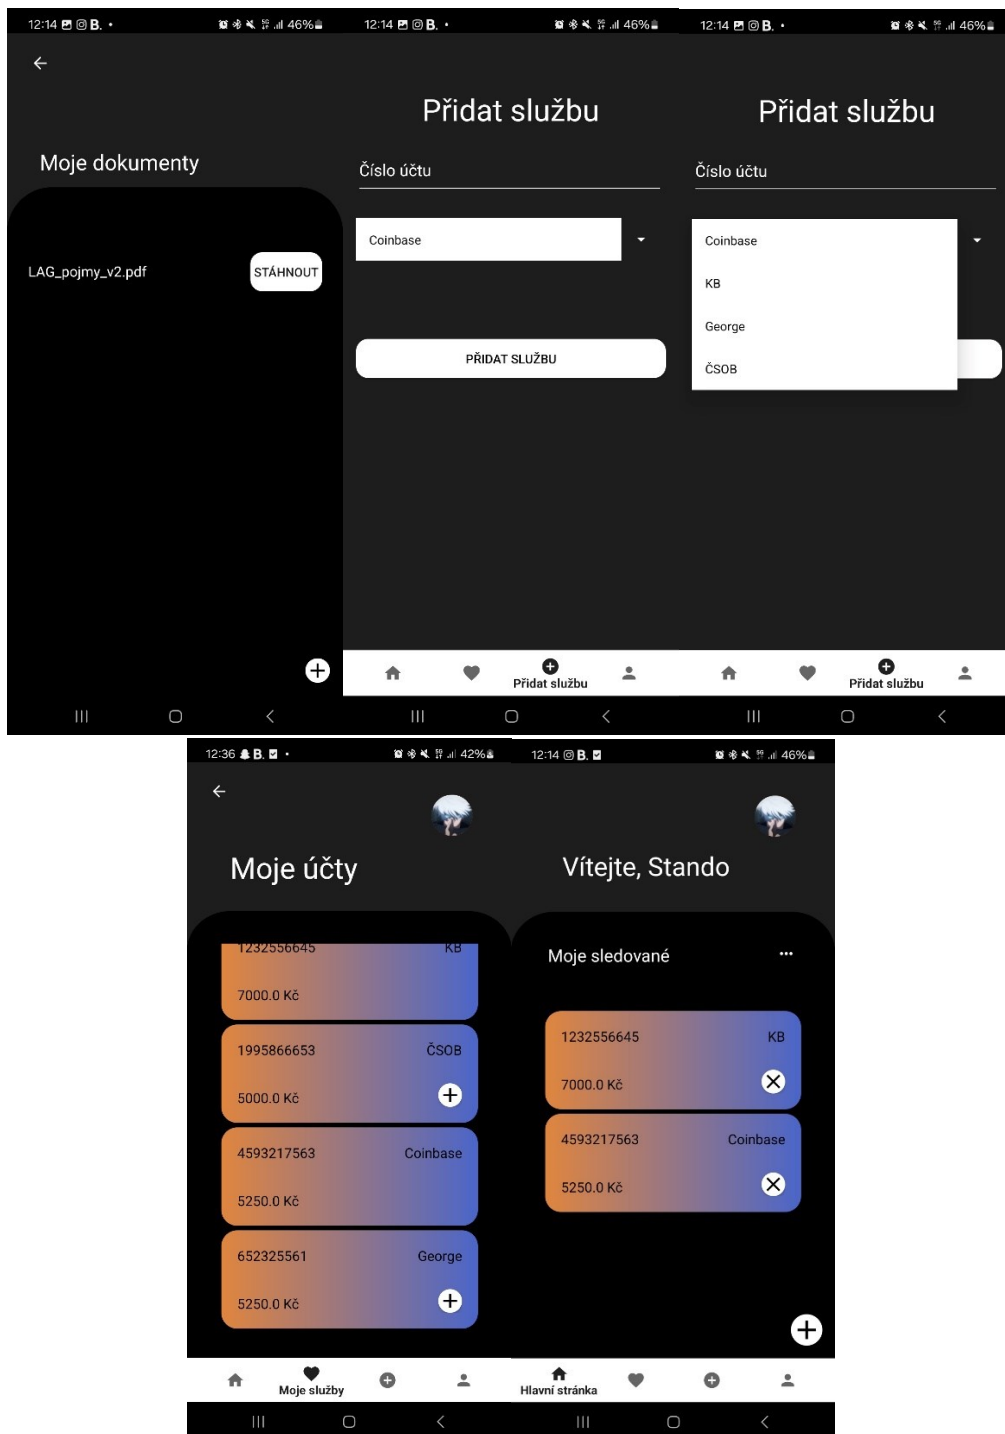 12:14 B. • 46%
Moje dokumenty
LAG_pojmy_v2.pdf STÁHNOUT
12:14 B. • 46%
Přidat službu
Číslo účtu
Coinbase
PŘIDAT SLUŽBU
Přidat službu
12:14 B. • 46%
Přidat službu
Číslo účtu
Coinbase
KB
George
ČSOB
Přidat službu
12:36 B. • 42%
Moje účty
1232556645 KB
7000.0 Kč
1995866653 ČSOB
5000.0 Kč
4593217563 Coinbase
5250.0 Kč
652325561 George
5250.0 Kč
Moje služby
12:14 B. 46%
Vítejte, Stando
Moje sledované
1232556645 KB
7000.0 Kč
4593217563 Coinbase
5250.0 Kč
Hlavní stránka